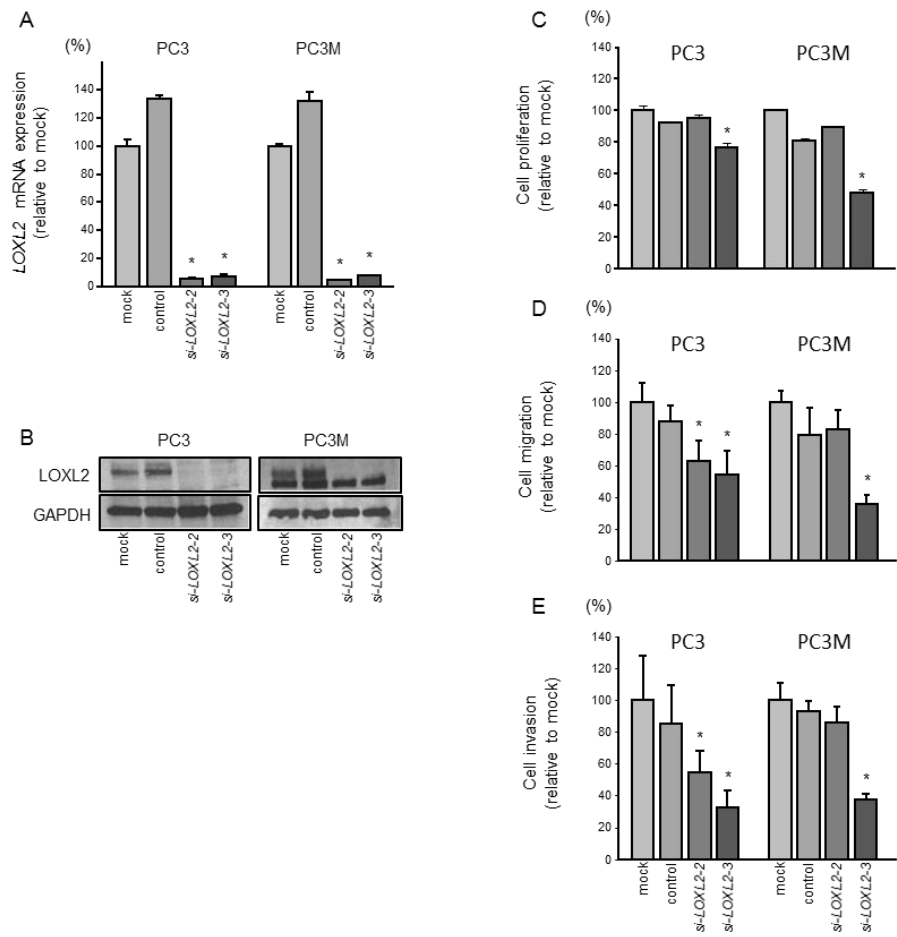 A
(%)
PC3
PC3M
LOXL2 mRNA expression
(relative to mock)
140
120
100
80
60
40
20
0
* * * *
mock
control
si-LOXL2-2
si-LOXL2-3
mock
control
si-LOXL2-2
si-LOXL2-3
B
PC3
PC3M
LOXL2
GAPDH
mock
control
si-LOXL2-2
si-LOXL2-3
mock
control
si-LOXL2-2
si-LOXL2-3
C
(%)
PC3
PC3M
Cell proliferation
(relative to mock)
140
120
100
80
60
40
20
0
* *
D
(%)
PC3
PC3M
Cell migration
(relative to mock)
140
120
100
80
60
40
20
0
* * *
E
(%)
PC3
PC3M
Cell invasion
(relative to mock)
140
120
100
80
60
40
20
0
* * *
mock
control
si-LOXL2-2
si-LOXL2-3
mock
control
si-LOXL2-2
si-LOXL2-3